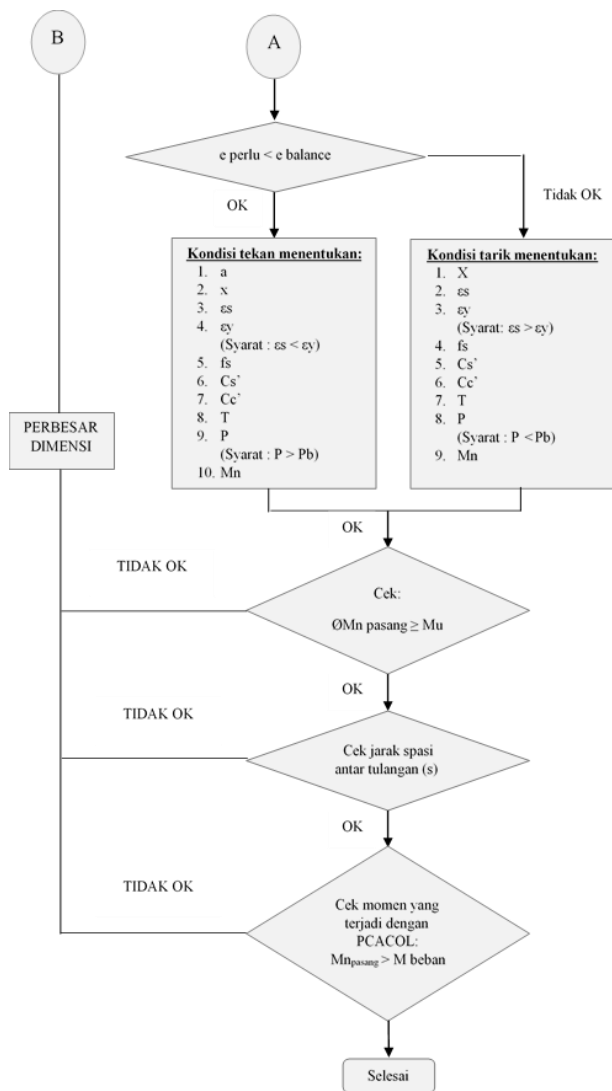 B
A
e perlu < e balance
OK
Tidak OK
Kondisi tekan menentukan:
1. a
2. x
3. εs
4. εy
(Syarat : εs < εy)
5. fs
6. Cs’
7. Cc’
8. T
9. P
(Syarat : P > Pb)
10. Mn
Kondisi tarik menentukan:
1. X
2. εs
3. εy
(Syarat: εs > εy)
4. fs
5. Cs’
6. Cc’
7. T
8. P
(Syarat : P < Pb)
9. Mn
PERBESAR
DIMENSI
OK
TIDAK OK
Cek:
ØMn pasang ≥ Mu
OK
TIDAK OK
Cek jarak spasi
antar tulangan (s)
OK
TIDAK OK
Cek momen yang
terjadi dengan
PCACOL:
Mnpasang > M beban
Selesai